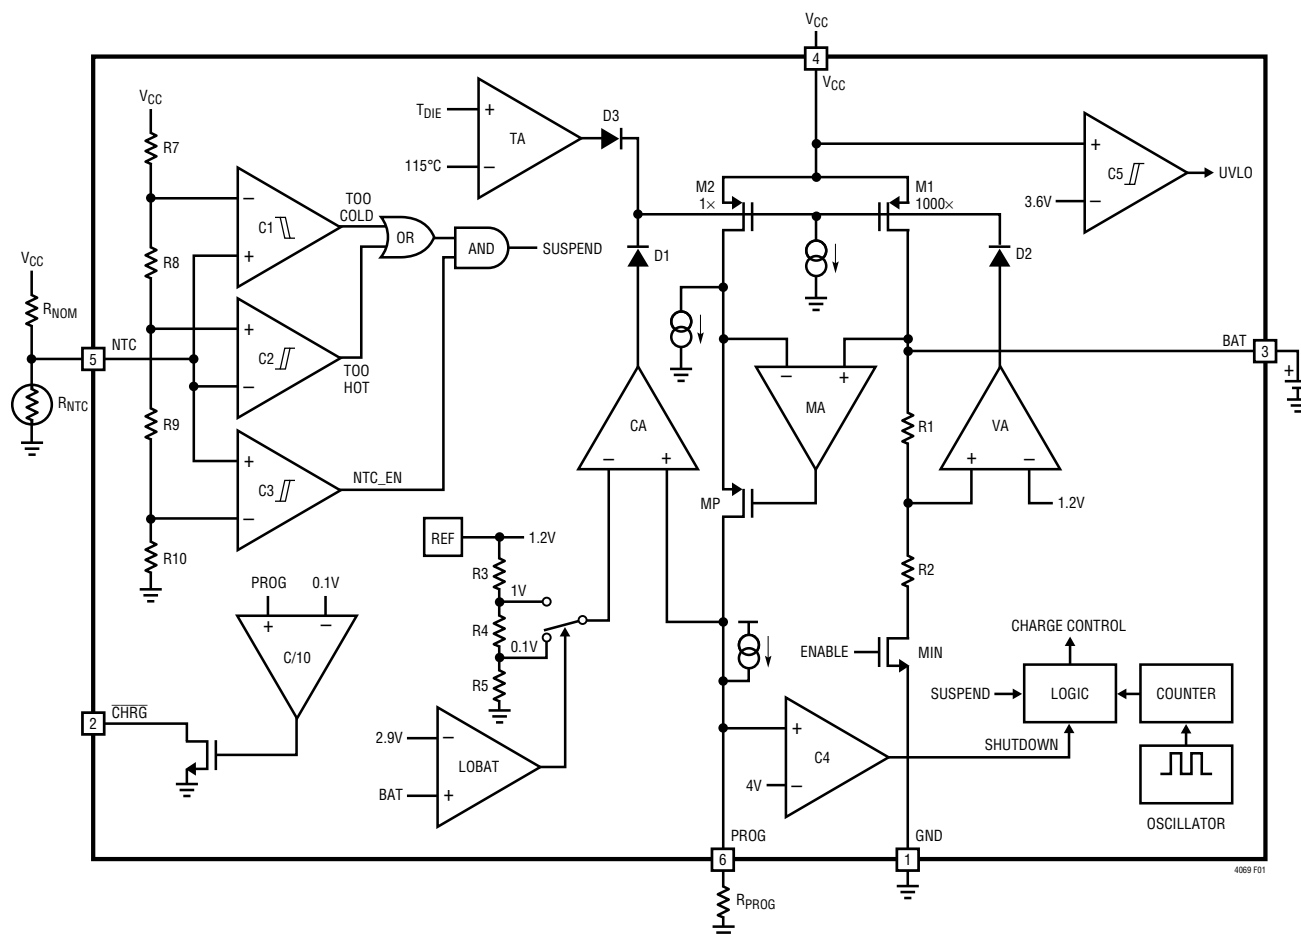 VCC
4
VCC
TDIE
+
TA
D3
115°C
–
VCC
R7
M2
1×
M1
1000×
+
C5
UVLO
3.6V
–
–
TOO
COLD
C1
OR
AND
SUSPEND
+
R8
D1
D2
VCC
RNOM
NTC
5
+
C2
TOO
HOT
–
BAT
3
+
RNTC
–
+
MA
R9
CA
R1
VA
+
C3
NTC_EN
–
+
+
–
1.2V
–
MP
REF
1.2V
R10
R3
1V
R2
PROG
0.1V
+
–
R4
0.1V
C/10
R5
ENABLE
MIN
CHARGE CONTROL
SUSPEND
LOGIC
COUNTER
2
CHRG
2.9V
–
LOBAT
BAT
+
+
C4
4V
–
SHUTDOWN
OSCILLATOR
PROG
6
GND
1
RPROG
4069 F01